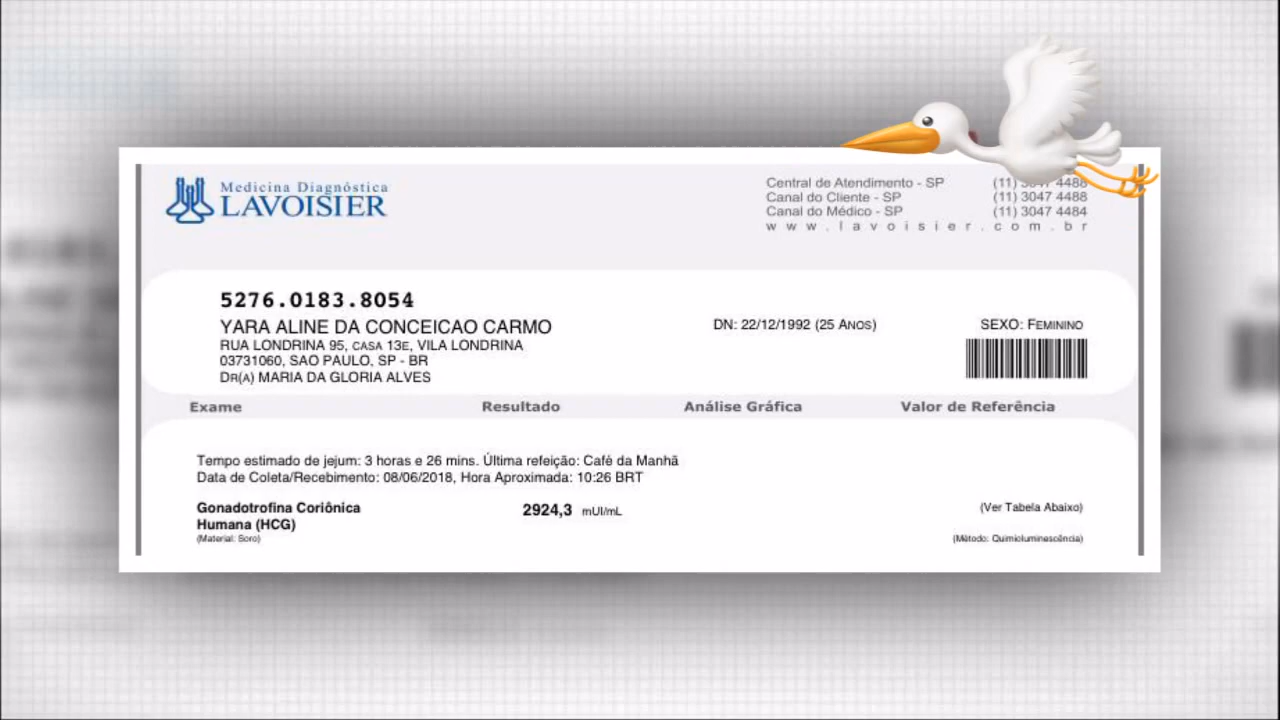 Medicina Diagnóstica
LAVOISIER
Central de Atendimento - SP (11) 3047 4488
Canal do Cliente - SP (11) 3047 4488
Canal do Médico - SP (11) 3047 4484
www.lavoisier.com.br
5276.0183.8054
YARA ALINE DA CONCEICAO CARMO DN: 22/12/1992 (25 ANOS) SEXO: FEMININO
RUA LONDRINA 95, CASA 13E, VILA LONDRINA
03731060, SAO PAULO, SP - BR
DR(A) MARIA DA GLORIA ALVES
Exame Resultado Análise Gráfica Valor de Referência
Tempo estimado de jejum: 3 horas e 26 mins. Última refeição: Café da Manhã
Data de Coleta/Recebimento: 08/06/2018, Hora Aproximada: 10:26 BRT
Gonadotrofina Coriônica 2924,3 mUI/mL (Ver Tabela Abaixo)
Humana (HCG)
(Material: Soro) (Método: Quimioluminescência)